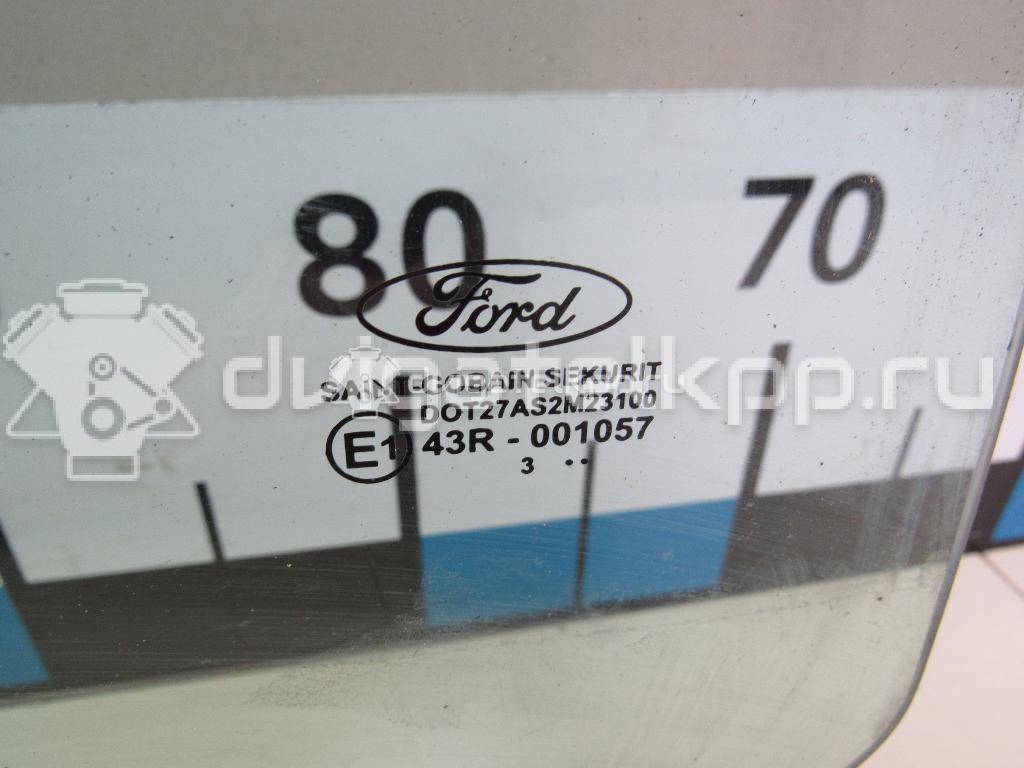 80 70
Ford
SAINT-GOBAIN SEKURIT
DOT27AS2M23100
E1 43R - 001057
3 ..
dvigatelkpp.ru